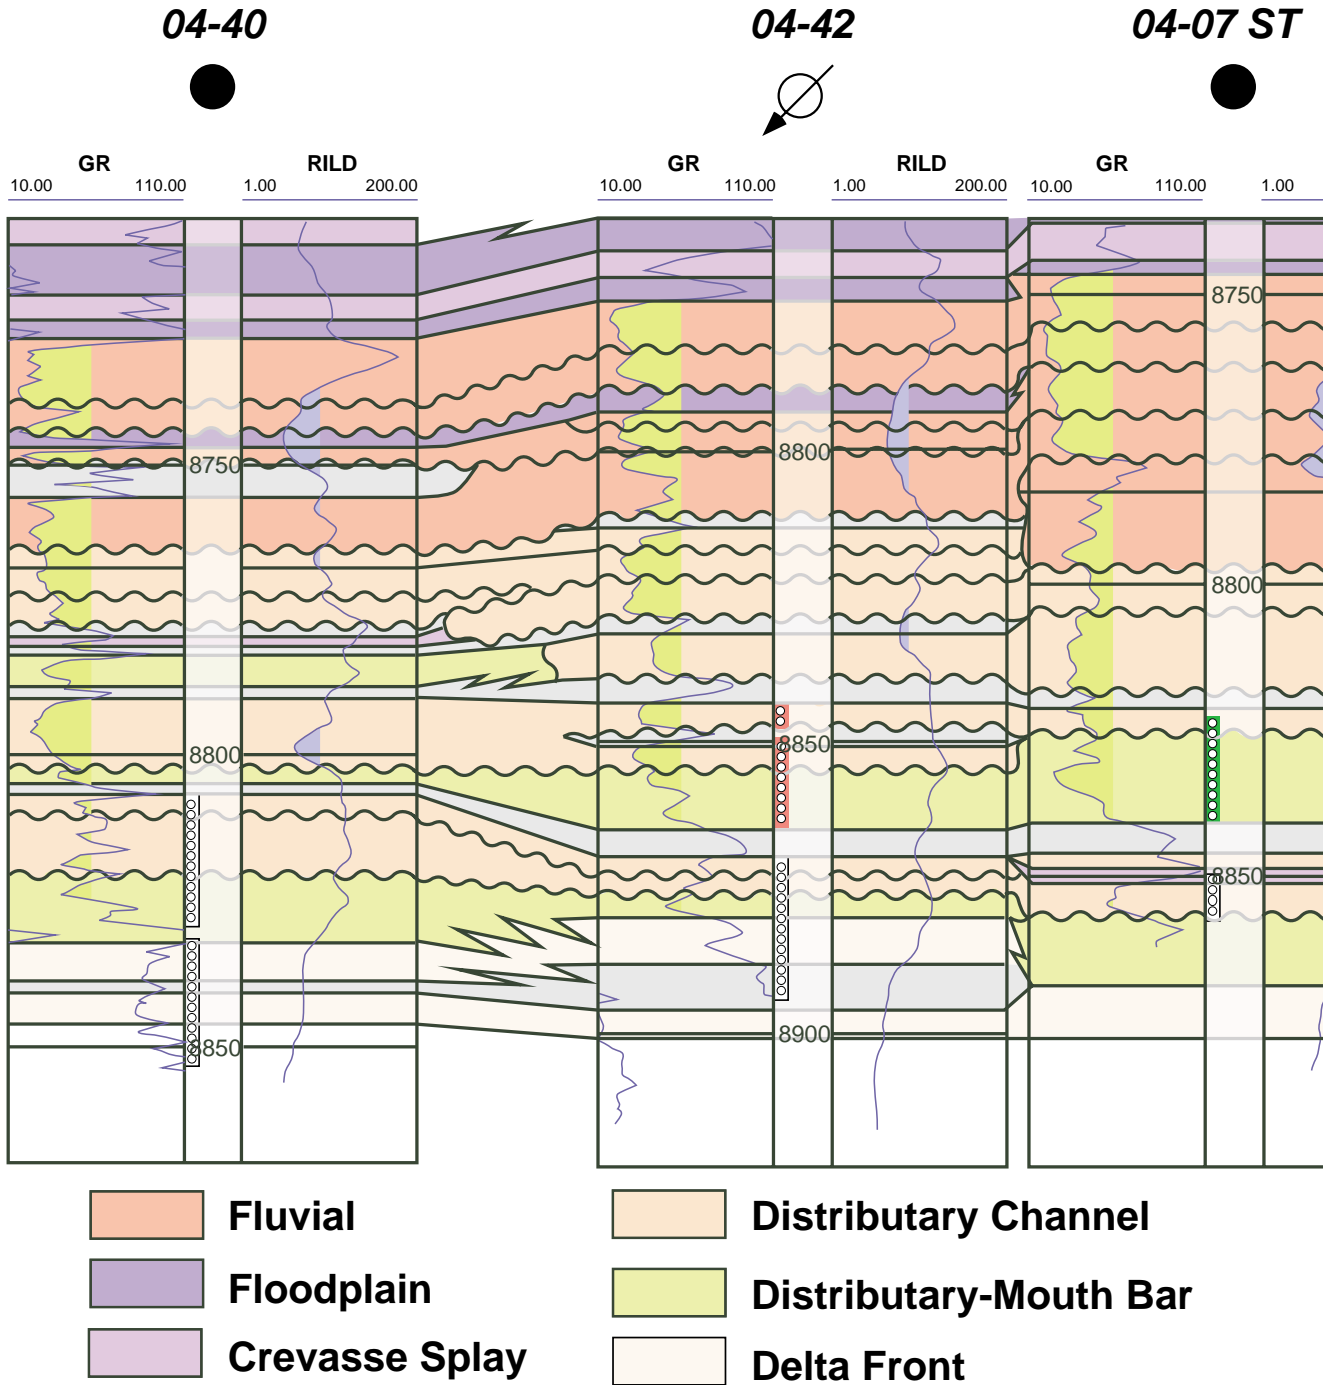 04-40 04-42 04-07 ST
GR RILD GR RILD GR
10.00 110.00 1.00 200.00 10.00 110.00 1.00 200.00 10.00 110.00 1.00
8750
8750
8800
8800
8800
8850
8850
8900
8850
Fluvial
Distributary Channel
Floodplain
Distributary-Mouth Bar
Crevasse Splay
Delta Front